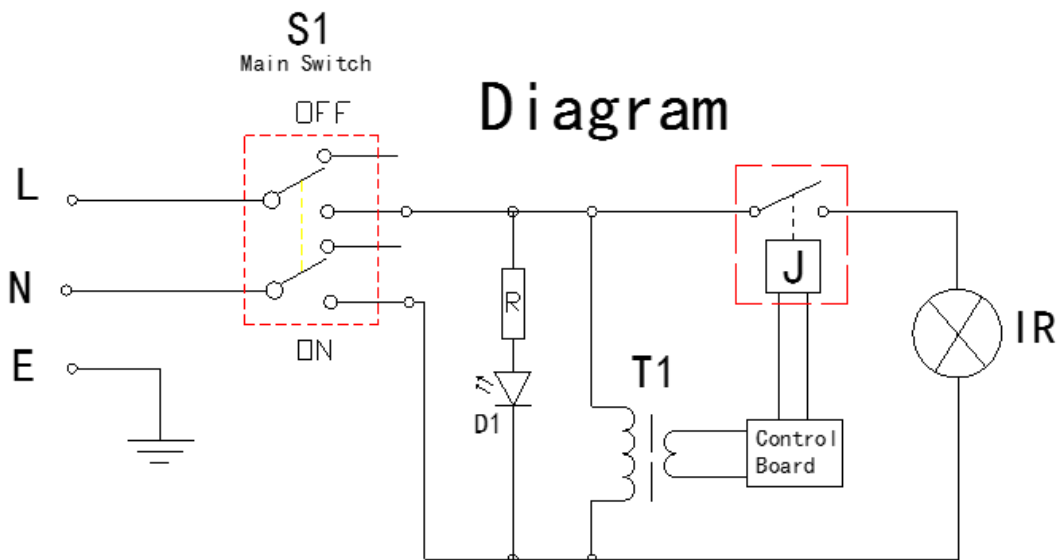 S1
Main Switch
OFF
Diagram
L
N
J
R
IR
ON
E
T1
D1
Control
Board